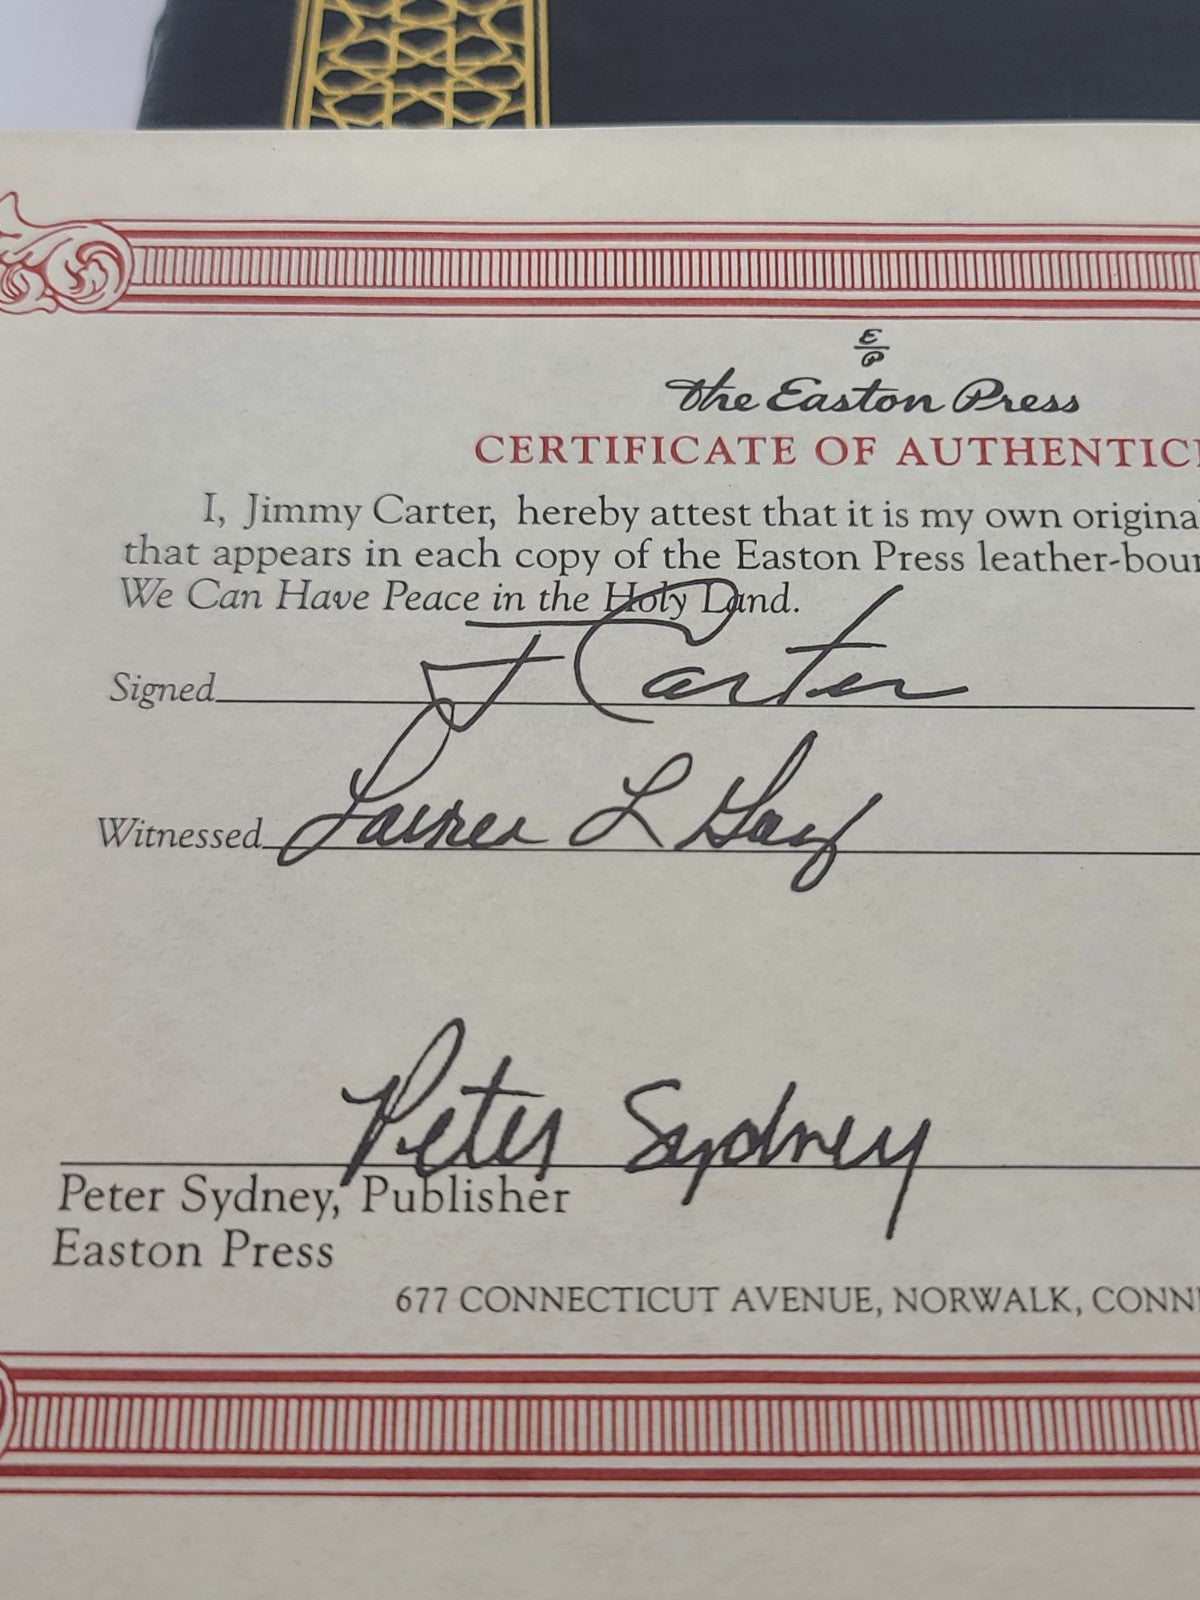 E
P
The Easton Press
CERTIFICATE OF AUTHENTIC
I, Jimmy Carter, hereby attest that it is my own origina
that appears in each copy of the Easton Press leather-bou
We Can Have Peace in the Holy Land.
Signed J Carter
Witnessed L
Peter Sydney
Peter Sydney, Publisher
Easton Press
677 CONNECTICUT AVENUE, NORWALK, CONN